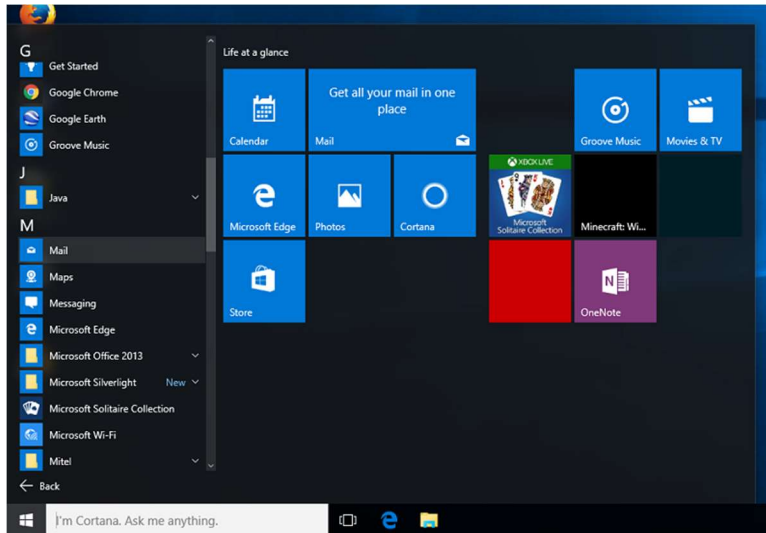 G
Get Started
Google Chrome
Google Earth
Groove Music
J
Java
M
Mail
Maps
Messaging
Microsoft Edge
Microsoft Office 2013
Microsoft Silverlight New
Microsoft Solitaire Collection
Microsoft Wi-Fi
Mitel
Back
Life at a glance
Calendar
Get all your mail in one
place
Mail
Groove Music
Movies & TV
Microsoft Edge
Photos
Cortana
XBOX LIVE
Microsoft
Solitaire Collection
Minecraft: Wi...
Store
N
OneNote
I'm Cortana. Ask me anything.